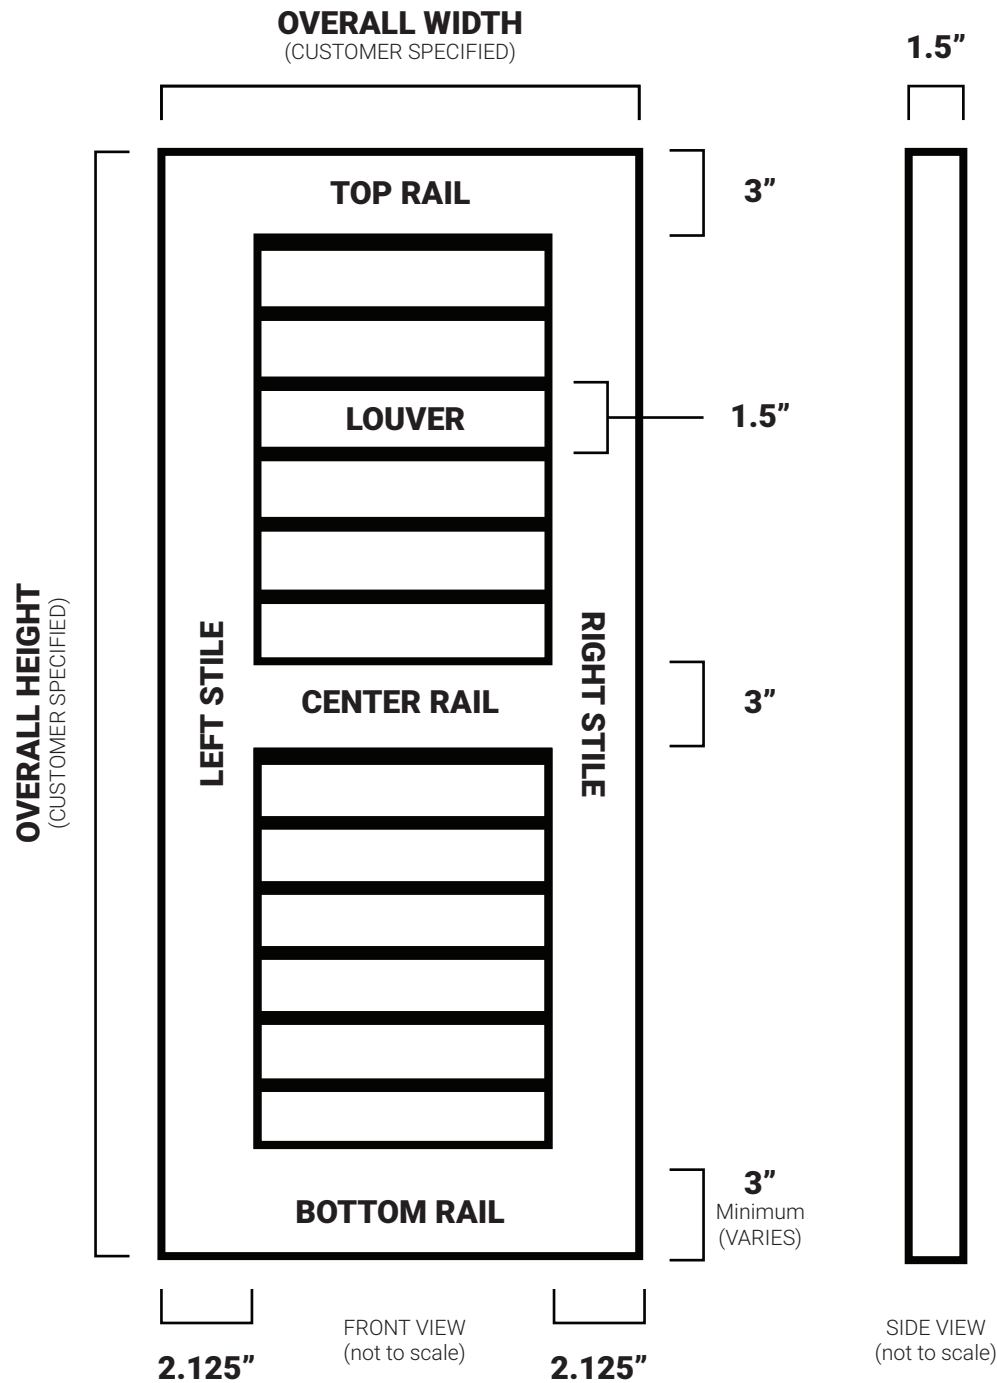 OVERALL WIDTH
(CUSTOMER SPECIFIED)
1.5”
TOP RAIL
3”
LOUVER
1.5”
OVERALL HEIGHT
(CUSTOMER SPECIFIED)
LEFT STILE
RIGHT STILE
CENTER RAIL
3”
BOTTOM RAIL
3”
Minimum
(VARIES)
2.125”
FRONT VIEW
(not to scale)
2.125”
SIDE VIEW
(not to scale)